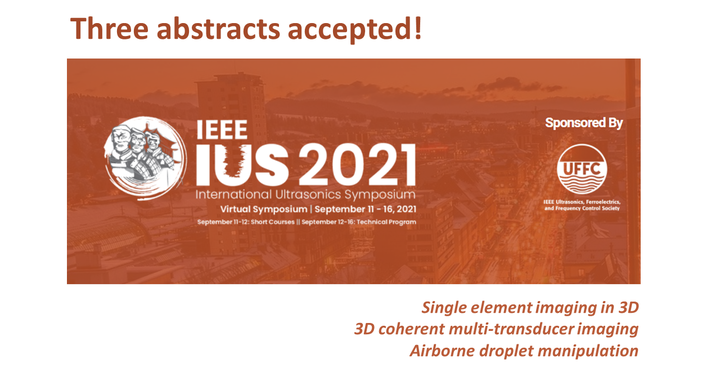 Three abstracts accepted!
IEEE
IUS 2021
International Ultrasonics Symposium
Virtual Symposium | September 11 - 16, 2021
September 11-12: Short Courses || September 12-16: Technical Program
Sponsored By
UFFC
IEEE Ultrasonics, Ferroelectrics,
and Frequency Control Society
Single element imaging in 3D
3D coherent multi-transducer imaging
Airborne droplet manipulation